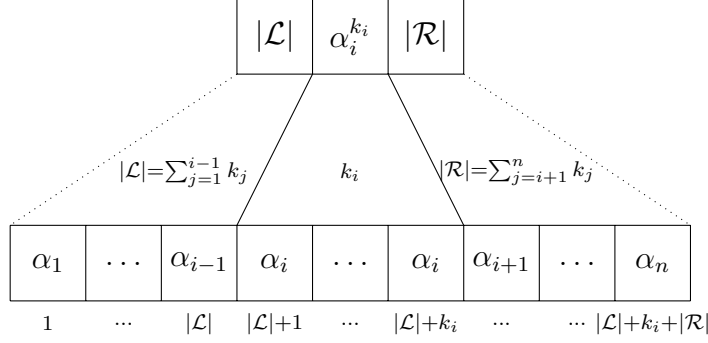 |ℒ| α_i^{k_i} |ℛ|
|ℒ|=∑_{j=1}^{i−1} k_j k_i |ℛ|=∑_{j=i+1}^{n} k_j
α_1 ⋯ α_{i−1} α_i ⋯ α_i α_{i+1} ⋯ α_n
1 ⋯ |ℒ| |ℒ|+1 ⋯ |ℒ|+k_i ⋯ ⋯ |ℒ|+k_i+|ℛ|